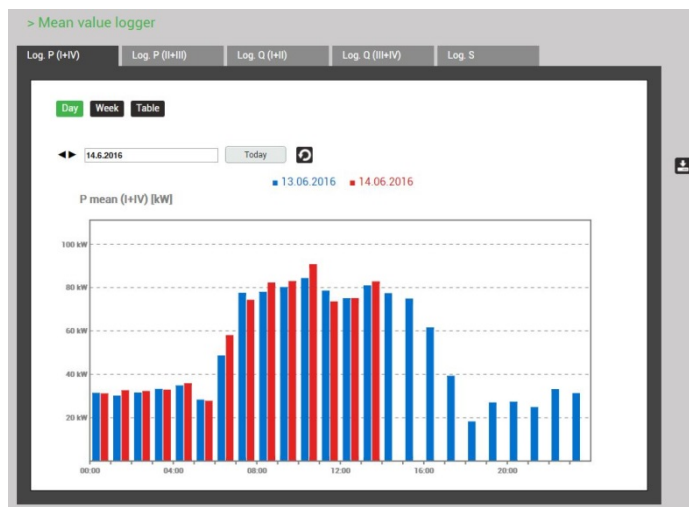 > Mean value logger
Log. P (I+IV) Log. P (II+III) Log. Q (I+II) Log. Q (III+IV) Log. S
Day Week Table
14.6.2016 Today
13.06.2016 14.06.2016
P mean (I+IV) [kW]
100 kW
80 kW
60 kW
40 kW
20 kW
00:00 04:00 08:00 12:00 16:00 20:00